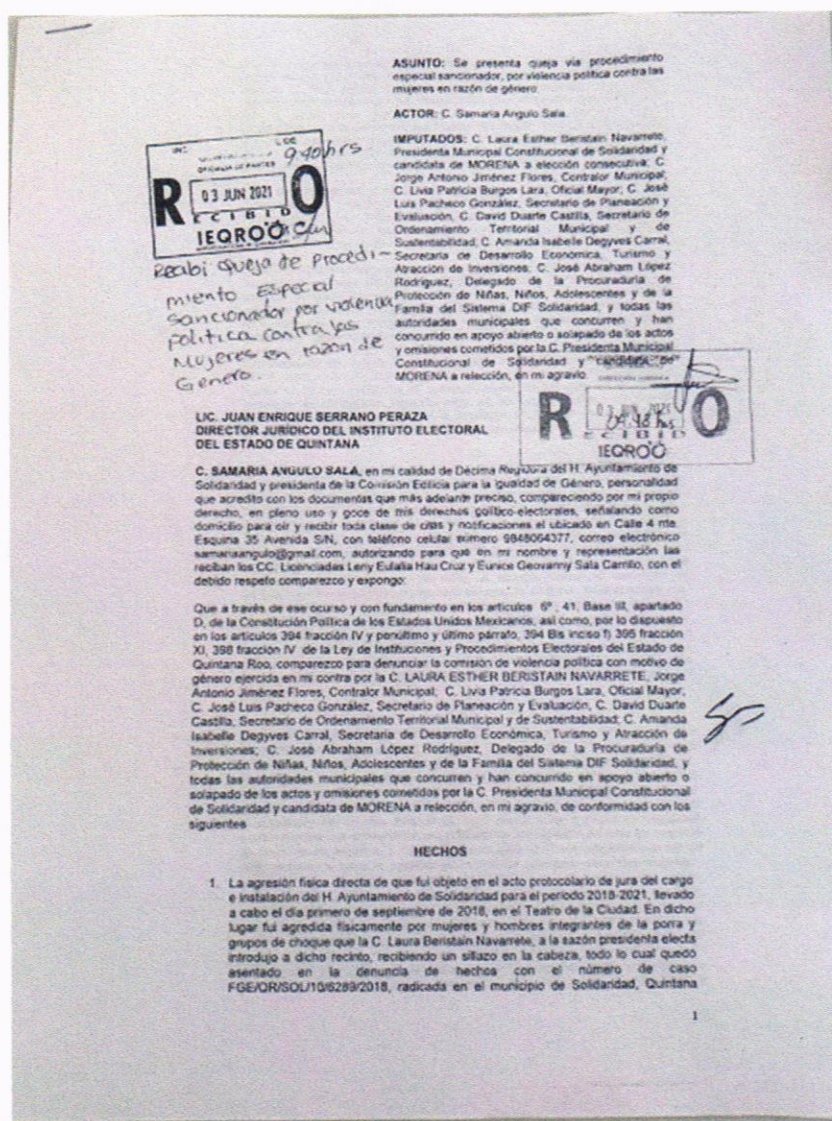 ASUNTO: Se presenta queja vía procedimiento
especial sancionador, por violencia política contra las
mujeres en razón de género.
ACTOR: C. Samaria Angulo Sala.
IMPUTADOS: C. Laura Esther Beristain Navarrete,
Presidenta Municipal Constitucional de Solidaridad y
candidata de MORENA a elección consecutiva; C.
Jorge Antonio Jiménez Flores, Contralor Municipal;
C. Livia Patricia Burgos Lara, Oficial Mayor; C. José
Luis Pacheco González, Secretario de Planeación y
Evaluación, C. David Duarte Castilla, Secretario de
Ordenamiento Territorial Municipal y de
Sustentabilidad; C. Amanda Isabelle Degyves Carral,
Secretaria de Desarrollo Económica, Turismo y
Atracción de Inversiones; C. José Abraham López
Rodríguez, Delegado de la Procuraduría de
Protección de Niñas, Niños, Adolescentes y de la
Familia del Sistema DIF Solidaridad, y todas las
autoridades municipales que concurren y han
concurrido en apoyo abierto o solapado de los actos
y omisiones cometidos por la C. Presidenta Municipal
Constitucional de Solidaridad y candidata de
MORENA a relección, en mi agravio.
9:40 hrs
OFICIALIA DE PARTES
R 03 JUN 2021 O
RECIBIDO
IEQROO
Recibi Queja de Procedi-
miento Especial
Sancionador por violencia
politica contra las
Mujeres en razón de
Genero.
R 03 JUN 2021 O
09:48 hs
RECIBIDO
IEQROO
LIC. JUAN ENRIQUE SERRANO PERAZA
DIRECTOR JURÍDICO DEL INSTITUTO ELECTORAL
DEL ESTADO DE QUINTANA
C. SAMARIA ANGULO SALA, en mi calidad de Décima Regidora del H. Ayuntamiento de
Solidaridad y presidenta de la Comisión Edilicia para la Igualdad de Género, personalidad
que acredito con los documentos que más adelante preciso, compareciendo por mi propio
derecho, en pleno uso y goce de mis derechos político-electorales, señalando como
domicilio para oír y recibir toda clase de citas y notificaciones el ubicado en Calle 4 nte.
Esquina 35 Avenida S/N, con teléfono celular número 9848064377, correo electrónico
samariaangulo@gmail.com, autorizando para que en mi nombre y representación las
reciban los CC. Licenciadas Leny Eulalia Hau Cruz y Eunice Geovanny Sala Carrillo, con el
debido respeto comparezco y expongo:
Que a través de ese ocurso y con fundamento en los artículos 6º, 41, Base III, apartado
D, de la Constitución Política de los Estados Unidos Mexicanos, así como, por lo dispuesto
en los artículos 394 fracción IV y penúltimo y último párrafo, 394 Bis inciso f) 395 fracción
XI, 398 fracción IV de la Ley de Instituciones y Procedimientos Electorales del Estado de
Quintana Roo, comparezco para denunciar la comisión de violencia política con motivo de
género ejercida en mi contra por la C. LAURA ESTHER BERISTAIN NAVARRETE, Jorge
Antonio Jiménez Flores, Contralor Municipal; C. Livia Patricia Burgos Lara, Oficial Mayor,
C. José Luis Pacheco González, Secretario de Planeación y Evaluación, C. David Duarte
Castilla, Secretario de Ordenamiento Territorial Municipal y de Sustentabilidad; C. Amanda
Isabelle Degyves Carral, Secretaria de Desarrollo Económica, Turismo y Atracción de
Inversiones; C. José Abraham López Rodríguez, Delegado de la Procuraduría de
Protección de Niñas, Niños, Adolescentes y de la Familia del Sistema DIF Solidaridad, y
todas las autoridades municipales que concurren y han concurrido en apoyo abierto o
solapado de los actos y omisiones cometidos por la C. Presidenta Municipal Constitucional
de Solidaridad y candidata de MORENA a relección, en mi agravio, de conformidad con los
siguientes
HECHOS
1. La agresión física directa de que fui objeto en el acto protocolario de jura del cargo
e instalación del H. Ayuntamiento de Solidaridad para el periodo 2018-2021, llevado
a cabo el día primero de septiembre de 2018, en el Teatro de la Ciudad. En dicho
lugar fui agredida físicamente por mujeres y hombres integrantes de la porra y
grupos de choque que la C. Laura Beristain Navarrete, a la sazón presidenta electa
introdujo a dicho recinto, recibiendo un sillazo en la cabeza, todo lo cual quedó
asentado en la denuncia de hechos con el número de caso
FGE/QR/SOL/10/6289/2018, radicada en el municipio de Solidaridad, Quintana
1